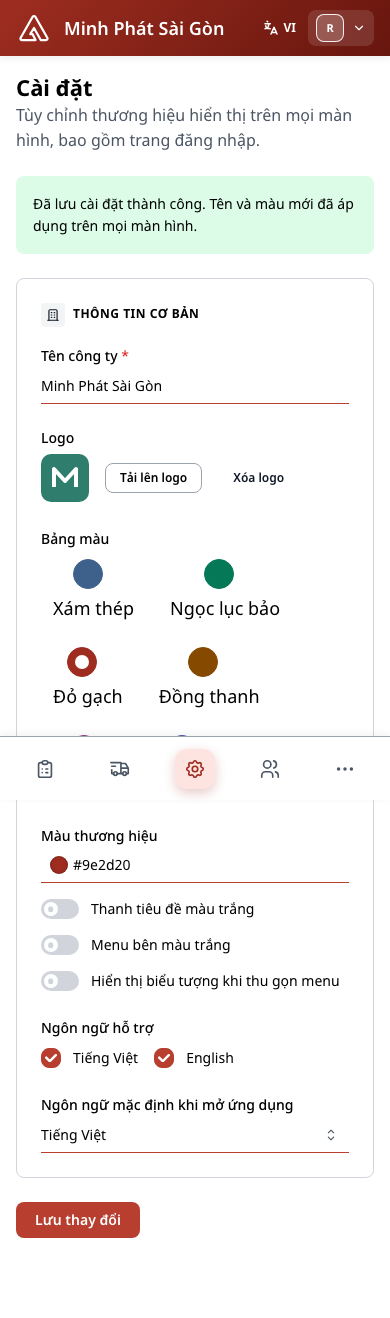 Minh Phát Sài Gòn
VI
R
Cài đặt
Tùy chỉnh thương hiệu hiển thị trên mọi màn
hình, bao gồm trang đăng nhập.
Đã lưu cài đặt thành công. Tên và màu mới đã áp
dụng trên mọi màn hình.
THÔNG TIN CƠ BẢN
Tên công ty *
Minh Phát Sài Gòn
Logo
M
Tải lên logo
Xóa logo
Bảng màu
Xám thép
Ngọc lục bảo
Đỏ gạch
Đồng thanh
Màu thương hiệu
#9e2d20
Thanh tiêu đề màu trắng
Menu bên màu trắng
Hiển thị biểu tượng khi thu gọn menu
Ngôn ngữ hỗ trợ
Tiếng Việt
English
Ngôn ngữ mặc định khi mở ứng dụng
Tiếng Việt
Lưu thay đổi